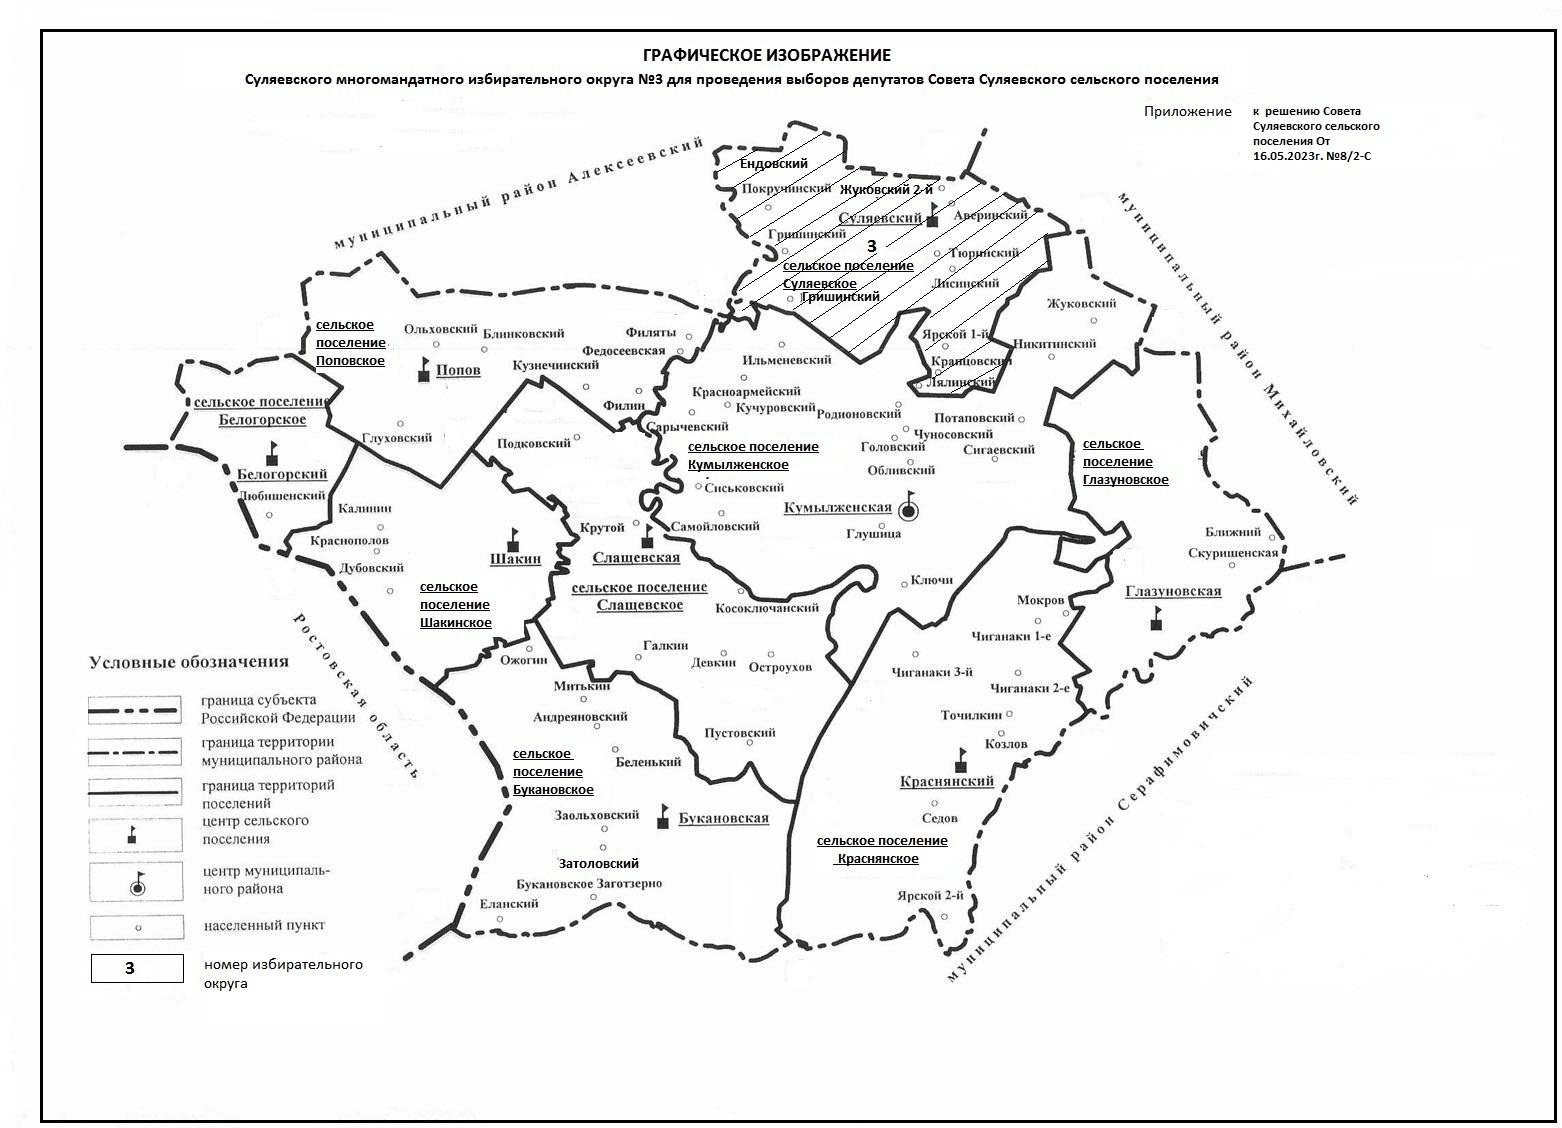 ГРАФИЧЕСКОЕ ИЗОБРАЖЕНИЕ
Суляевского многомандатного избирательного округа №3 для проведения выборов депутатов Совета Суляевского сельского поселения
Приложение
к решению Совета
Суляевского сельского
поселения От
16.05.2023г. №8/2-С
муниципальный район Алексеевский
муниципальный район Михайловский
Ендовский
Покручинский
Жуковский 2-й
Суляевский
Аверинский
Гришинский
3
Тюринский
сельское поселение
Суляевское
Лисинский
Гришинский
Жуковский
Ярской 1-й
Никитинский
Кранцовский
Лялинский
сельское
поселение
Поповское
Ольховский
Блинковский
Филяты
Федосеевская
Кузнечинский
Попов
Филин
Глуховский
Подковский
сельское поселение
Белогорское
Белогорский
Любишенский
Ильменевский
Красноармейский
Кучуровский
Родионовский
Сарычевский
Потаповский
Чуносовский
Головский
Сигаевский
Обливский
сельское поселение
Кумылженское
Сиськовский
Кумылженская
Самойловский
Глушица
Ключи
сельское
поселение
Глазуновское
Ближний
Скуришенская
Глазуновская
Калинин
Краснополов
Дубовский
Шакин
сельское
поселение
Шакинское
Крутой
Слащевская
сельское поселение
Слащевское
Косоключанский
Ожогин
Галкин
Девкин
Остроухов
Пустовский
Мокров
Чиганаки 1-е
Чиганаки 3-й
Чиганаки 2-е
Точилкин
Козлов
Краснянский
Седов
сельское поселение
Краснянское
Ярской 2-й
Митькин
Андреяновский
Беленький
сельское
поселение
Букановское
Заольховский
Букановская
Затоловский
Букановское Заготзерно
Еланский
Ростовская область
муниципальный район Серафимовичский
Условные обозначения
граница субъекта
Российской Федерации
граница территории
муниципального района
граница территорий
поселений
центр сельского
поселения
центр муниципаль-
ного района
населенный пункт
3
номер избирательного
округа